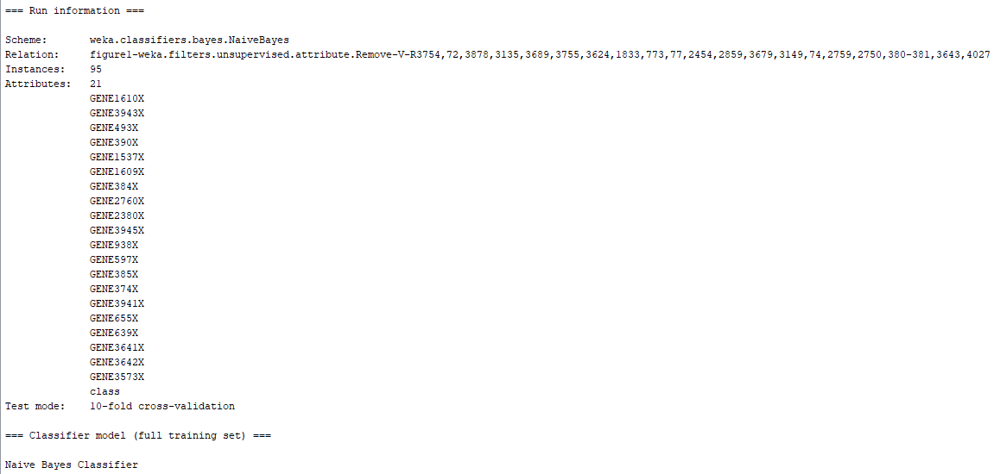 === Run information ===
Scheme: weka.classifiers.bayes.NaiveBayes
Relation: figure1-weka.filters.unsupervised.attribute.Remove-V-R3754,72,3878,3135,3689,3755,3624,1833,773,77,2454,2859,3679,3149,74,2759,2750,380-381,3643,4027
Instances: 95
Attributes: 21
GENE1610X
GENE3943X
GENE493X
GENE390X
GENE1537X
GENE1609X
GENE384X
GENE2760X
GENE2380X
GENE3945X
GENE938X
GENE597X
GENE385X
GENE374X
GENE3941X
GENE655X
GENE639X
GENE3641X
GENE3642X
GENE3573X
class
Test mode: 10-fold cross-validation
=== Classifier model (full training set) ===
Naive Bayes Classifier